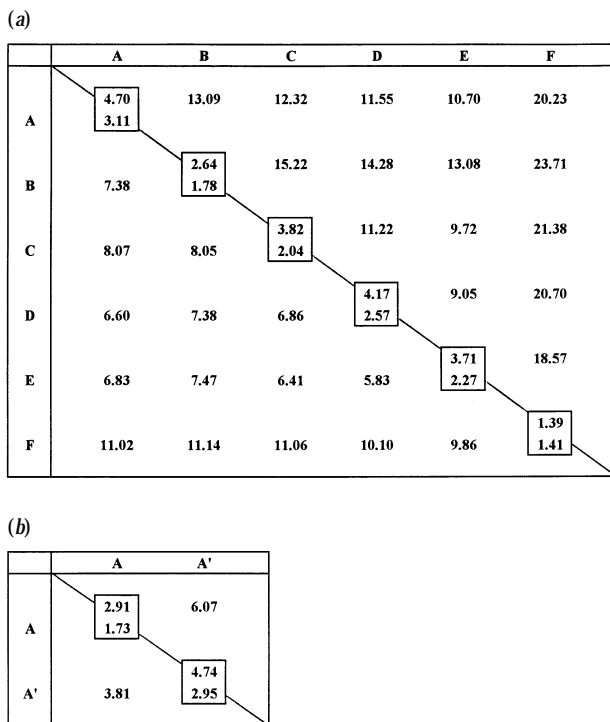 (a)
A B C D E F
4.70 13.09 12.32 11.55 10.70 20.23
A 3.11
2.64 15.22 14.28 13.08 23.71
B 7.38 1.78
3.82 11.22 9.72 21.38
C 8.07 8.05 2.04
4.17 9.05 20.70
D 6.60 7.38 6.86 2.57
3.71 18.57
E 6.83 7.47 6.41 5.83 2.27
1.39
F 11.02 11.14 11.06 10.10 9.86 1.41
(b)
A A'
2.91 6.07
A 1.73
4.74
A' 3.81 2.95